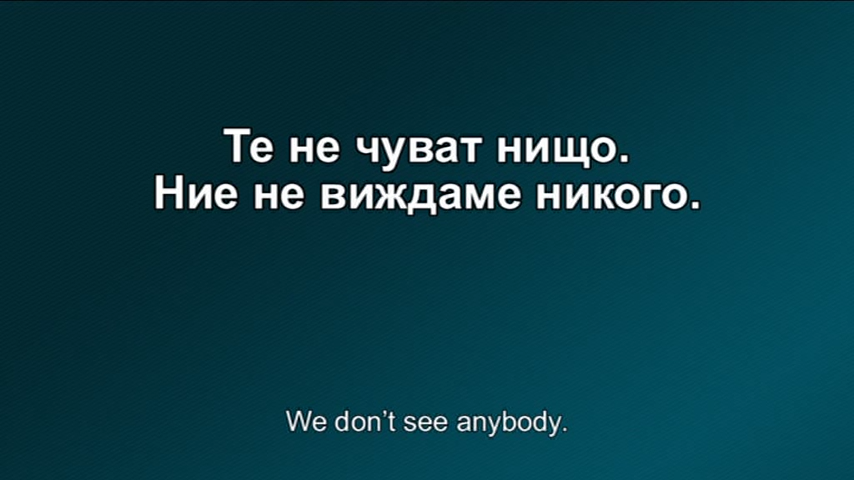 Те не чуват нищо.
Ние не виждаме никого.
We don’t see anybody.